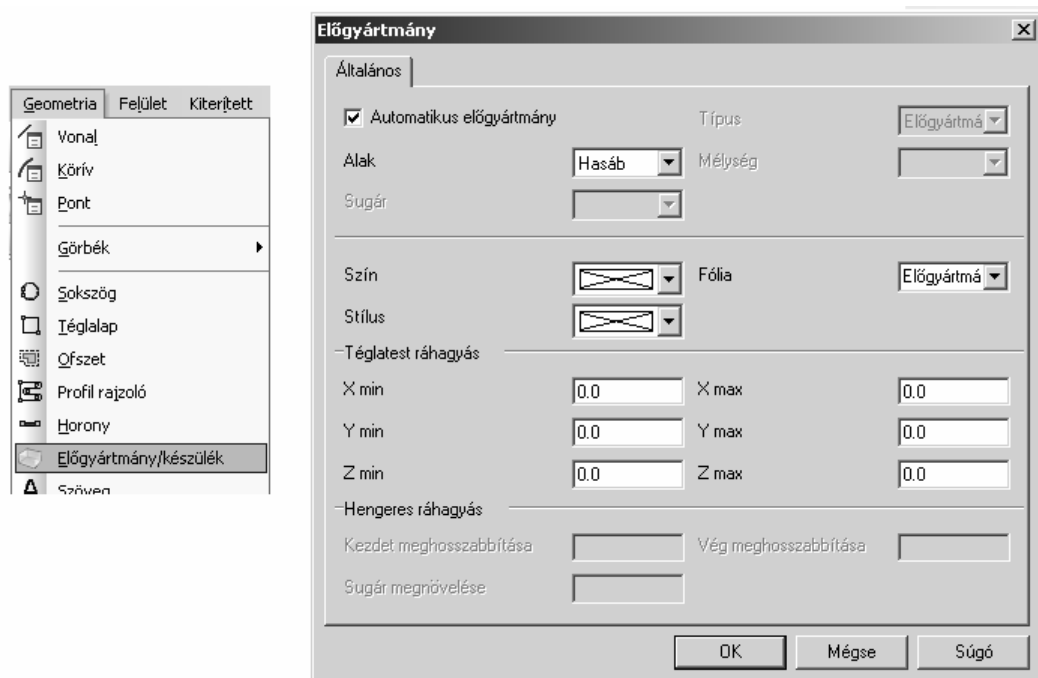 Geometria Felület Kiterített
Vonal
Körív
Pont
Görbék
Sokszög
Téglalap
Ofszet
Profil rajzoló
Horony
Előgyártmány/készülék
Szöveg
Előgyártmány
Általános
Automatikus előgyártmány Típus Előgyártmá
Alak Hasáb Mélység
Sugár
Szín Fólia Előgyártmá
Stílus
Téglatest ráhagyás
X min 0.0 X max 0.0
Y min 0.0 Y max 0.0
Z min 0.0 Z max 0.0
Hengeres ráhagyás
Kezdet meghosszabbítása Vég meghosszabbítása
Sugár megnövelése
OK Mégse Súgó